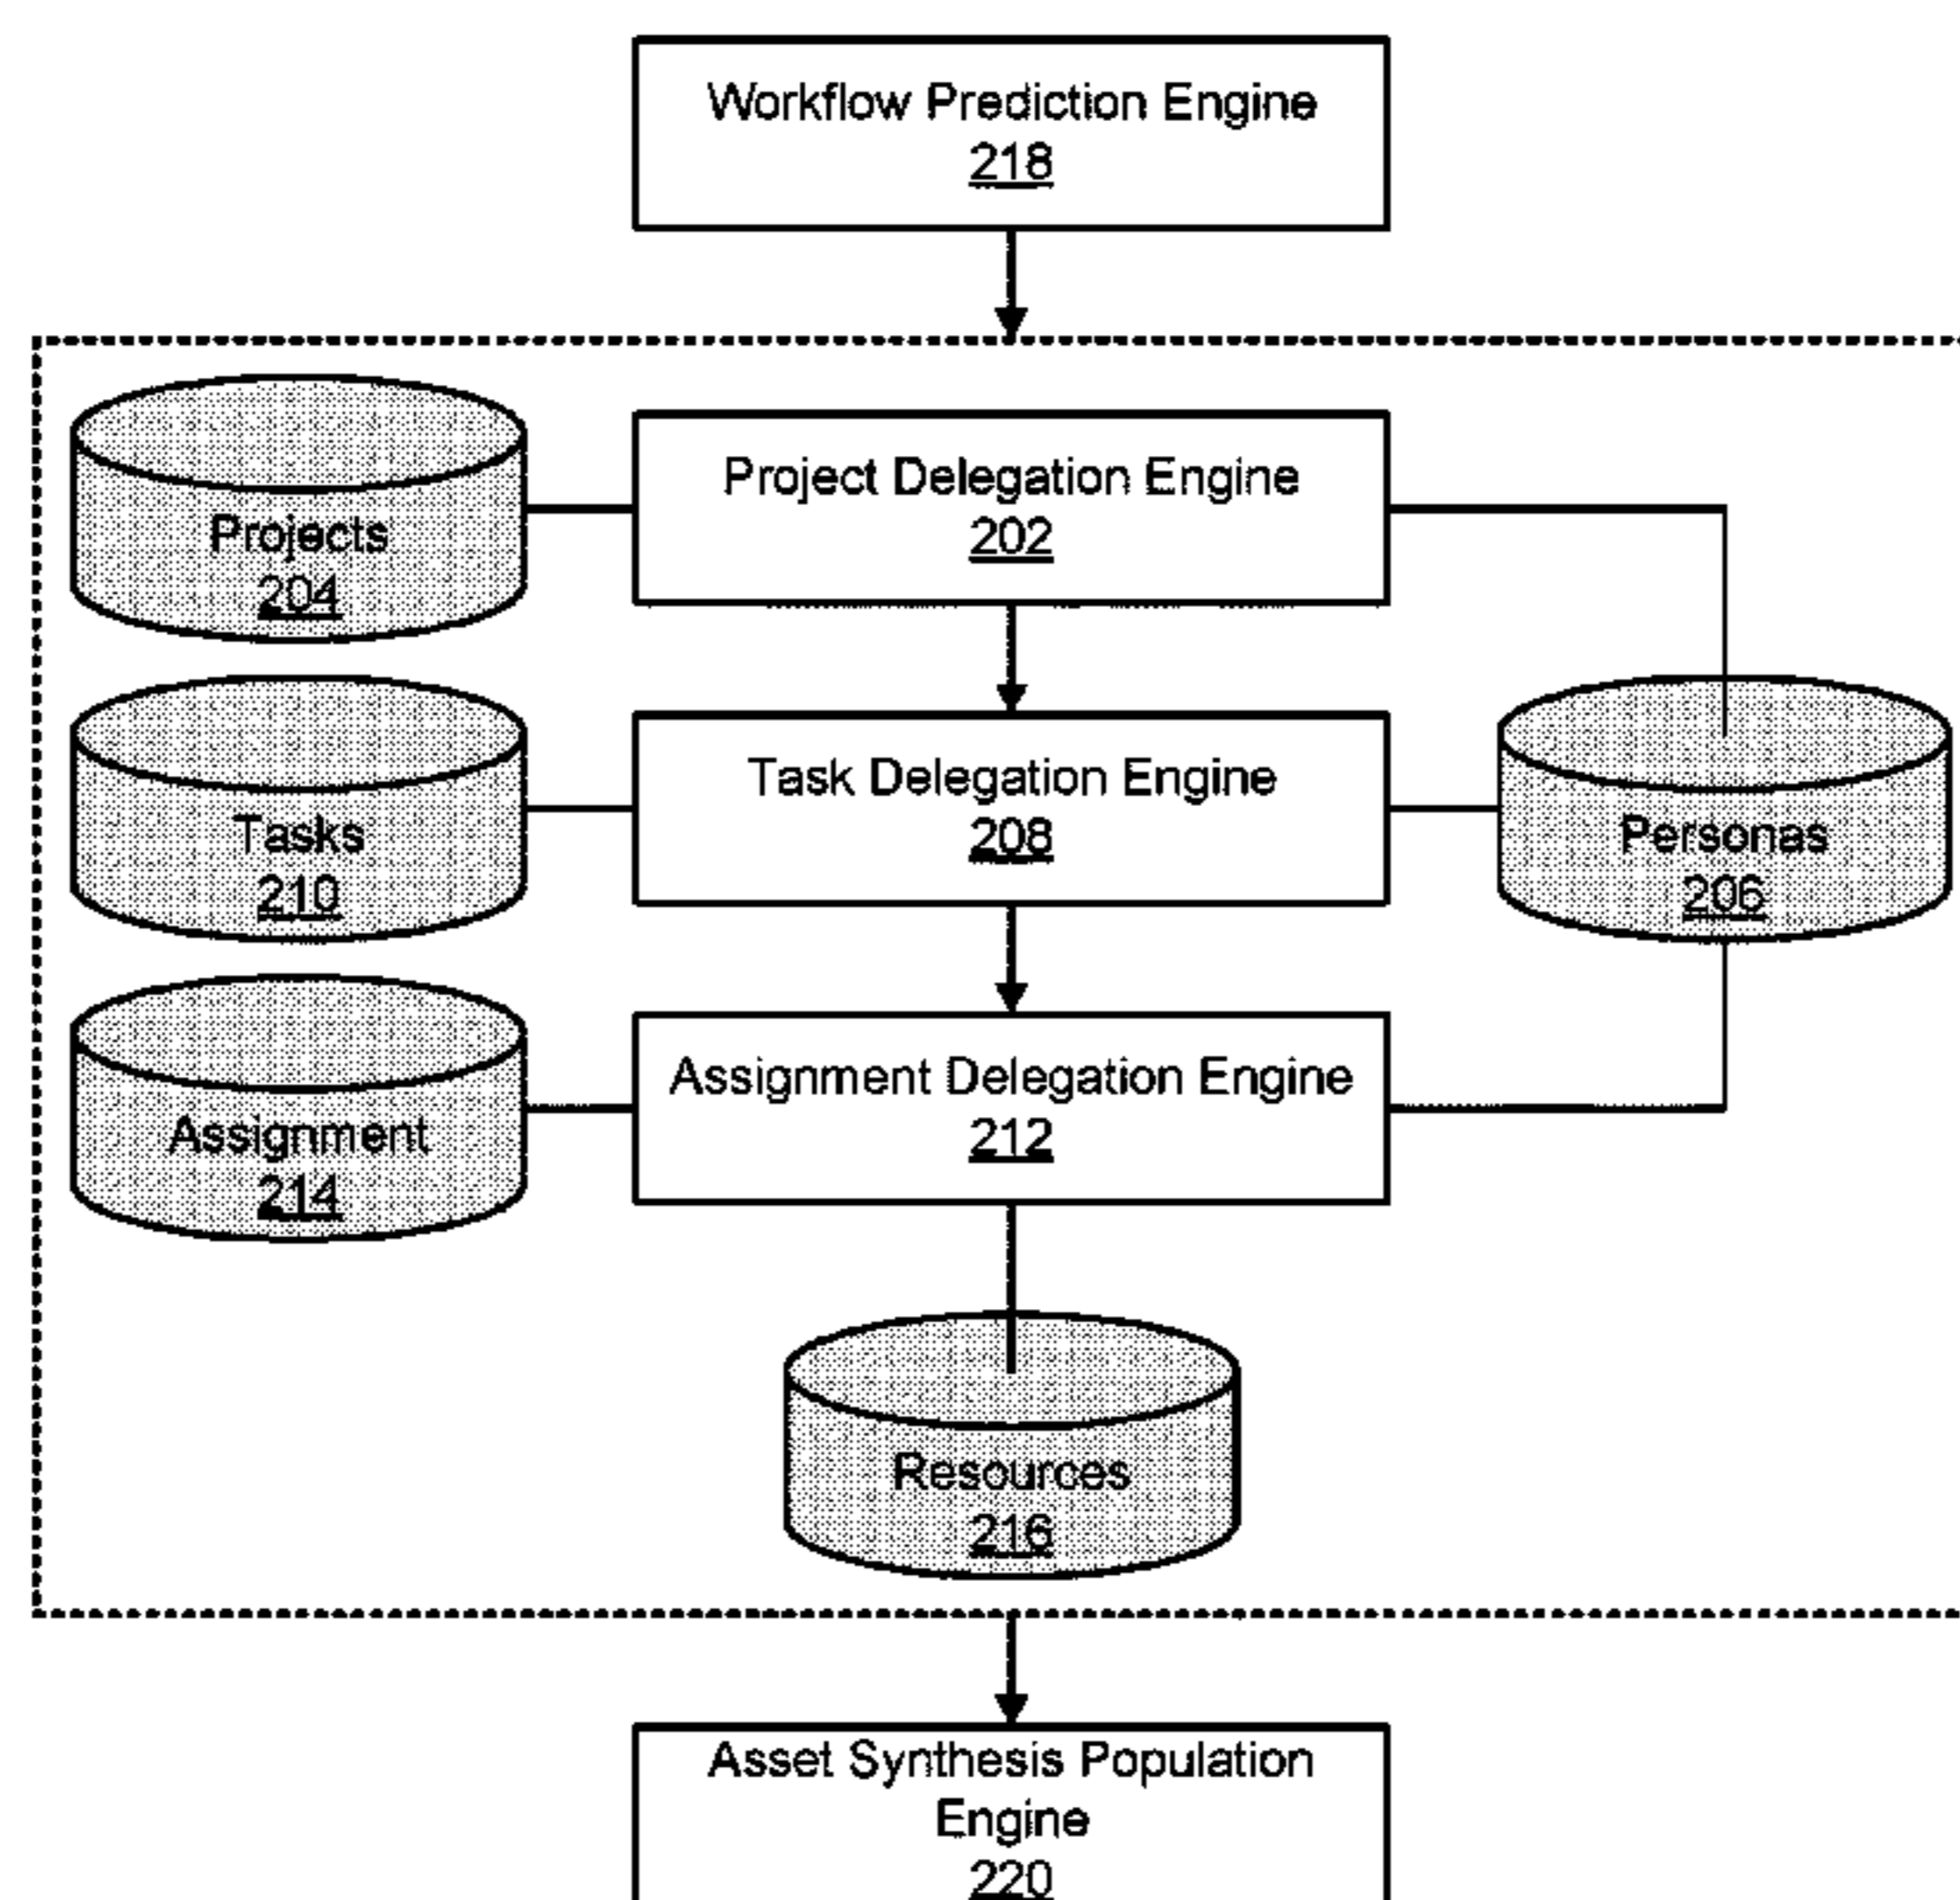 Workflow Prediction Engine
218
Projects
204
Project Delegation Engine
202
Tasks
210
Task Delegation Engine
208
Personas
206
Assignment
214
Assignment Delegation Engine
212
Resources
216
Asset Synthesis Population
Engine
220